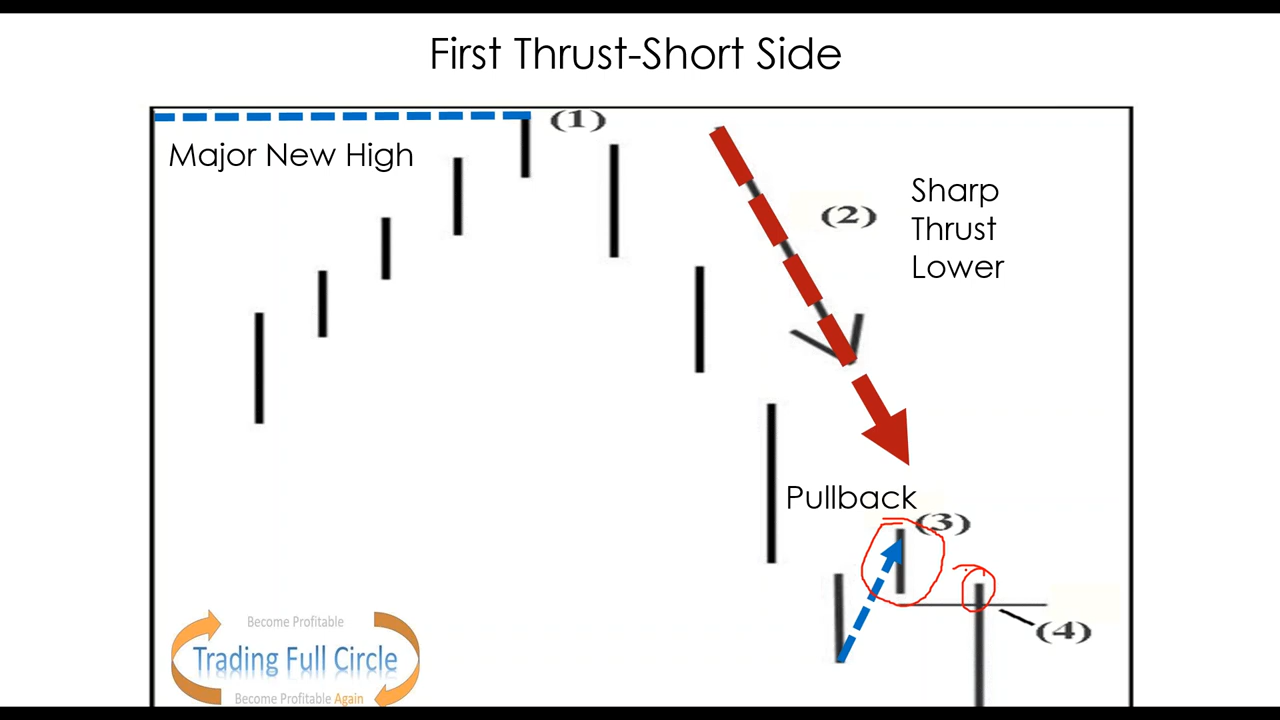 First Thrust-Short Side
(1)
Major New High
(2)
Sharp
Thrust
Lower
Pullback
(3)
(4)
Become Profitable
Trading Full Circle
Become Profitable Again